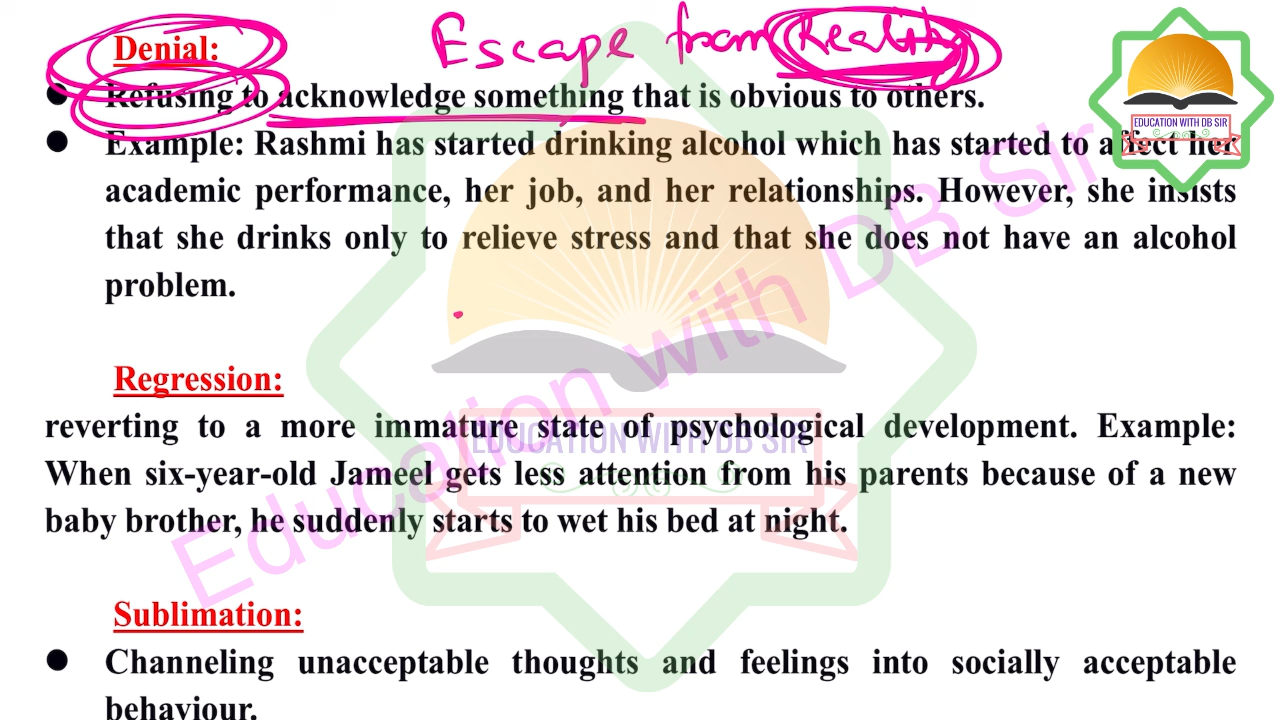 Escape from Reality
Denial:
● Refusing to acknowledge something that is obvious to others.
● Example: Rashmi has started drinking alcohol which has started to affect her
academic performance, her job, and her relationships. However, she insists
that she drinks only to relieve stress and that she does not have an alcohol
problem.
Regression:
reverting to a more immature state of psychological development. Example:
When six-year-old Jameel gets less attention from his parents because of a new
baby brother, he suddenly starts to wet his bed at night.
Sublimation:
● Channeling unacceptable thoughts and feelings into socially acceptable
behaviour.
EDUCATION WITH DB SIR
EDUCATION WITH DB SIR
Education with DB Sir